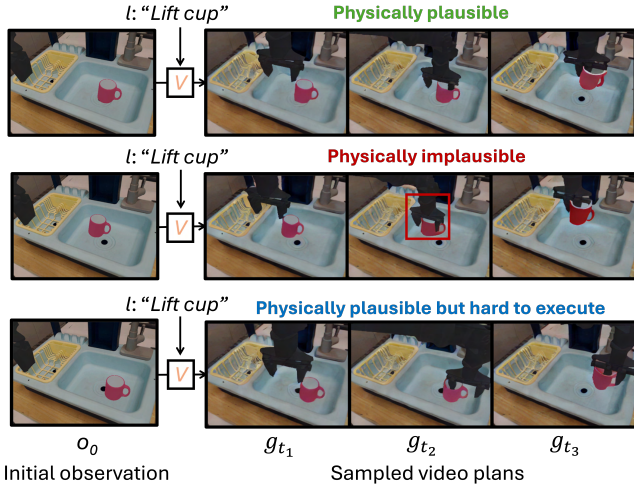 l: “Lift cup” Physically plausible
V
l: “Lift cup” Physically implausible
V
l: “Lift cup” Physically plausible but hard to execute
V
o₀ gₜ₁ gₜ₂ gₜ₃
Initial observation Sampled video plans